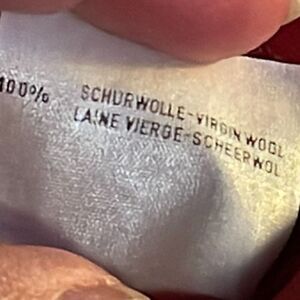 100% SCHURWOLLE-VIRGIN WOOL
LAINE VIERGE-SCHEERWOL